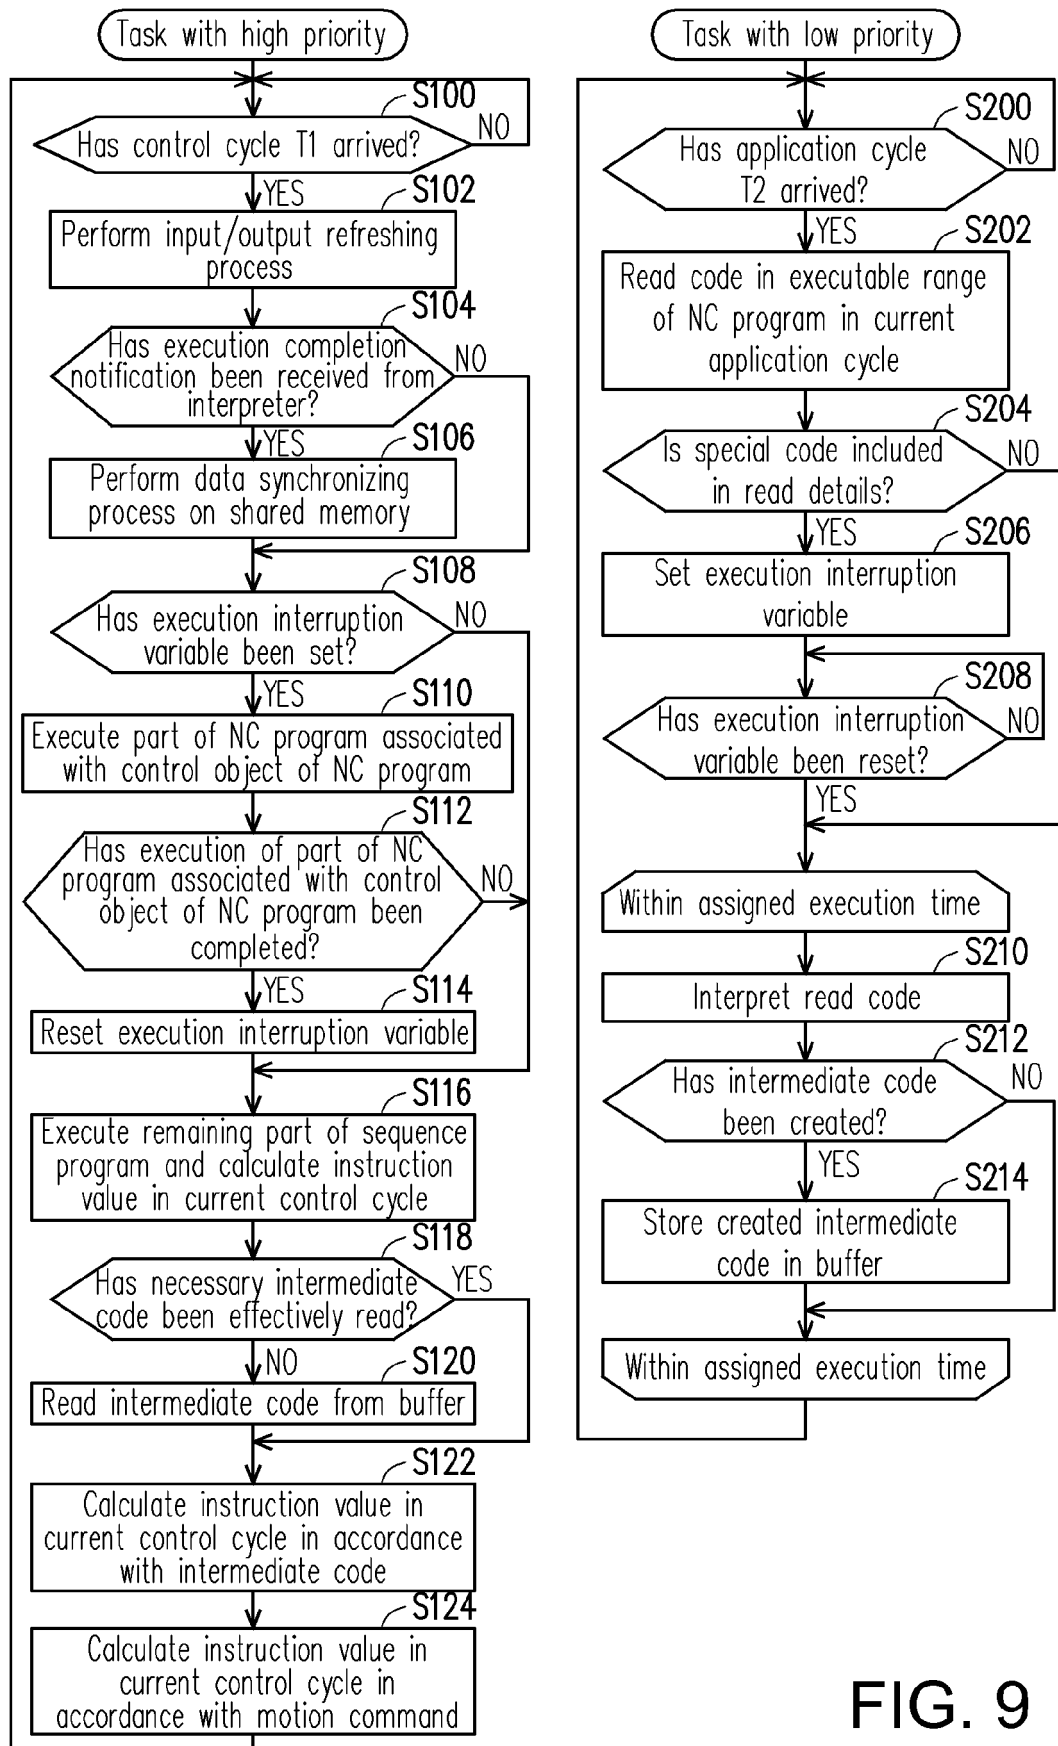 Task with high priority
S100
Has control cycle T1 arrived?
NO
YES
S102
Perform input/output refreshing
process
S104
Has execution completion
notification been received from
interpreter?
NO
YES
S106
Perform data synchronizing
process on shared memory
S108
Has execution interruption
variable been set?
NO
YES
S110
Execute part of NC program associated
with control object of NC program
S112
Has execution of part of NC
program associated with control
object of NC program been
completed?
NO
YES
S114
Reset execution interruption variable
S116
Execute remaining part of sequence
program and calculate instruction
value in current control cycle
S118
Has necessary intermediate
code been effectively read?
YES
NO
S120
Read intermediate code from buffer
S122
Calculate instruction value in
current control cycle in accordance
with intermediate code
S124
Calculate instruction value in
current control cycle in
accordance with motion command
Task with low priority
S200
Has application cycle
T2 arrived?
NO
YES
S202
Read code in executable range
of NC program in current
application cycle
S204
Is special code included
in read details?
NO
YES
S206
Set execution interruption
variable
S208
Has execution interruption
variable been reset?
NO
YES
Within assigned execution time
S210
Interpret read code
S212
Has intermediate code
been created?
NO
YES
S214
Store created intermediate
code in buffer
Within assigned execution time
FIG. 9